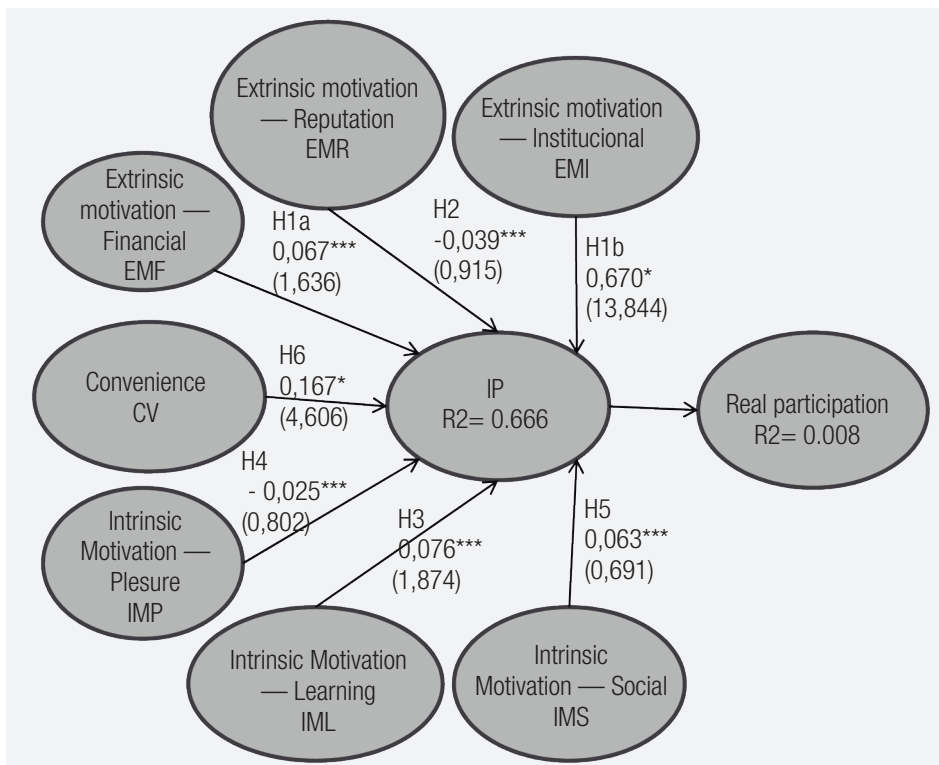 Extrinsic motivation
— Reputation
EMR
Extrinsic motivation
— Institucional
EMI
Extrinsic
motivation —
Financial
EMF
H1a
0,067***
(1,636)
H2
-0,039***
(0,915)
H1b
0,670*
(13,844)
Convenience
CV
H6
0,167*
(4,606)
IP
R2= 0.666
Real participation
R2= 0.008
H4
- 0,025***
(0,802)
Intrinsic
Motivation —
Plesure
IMP
H3
0,076***
(1,874)
H5
0,063***
(0,691)
Intrinsic Motivation
— Learning
IML
Intrinsic
Motivation — Social
IMS